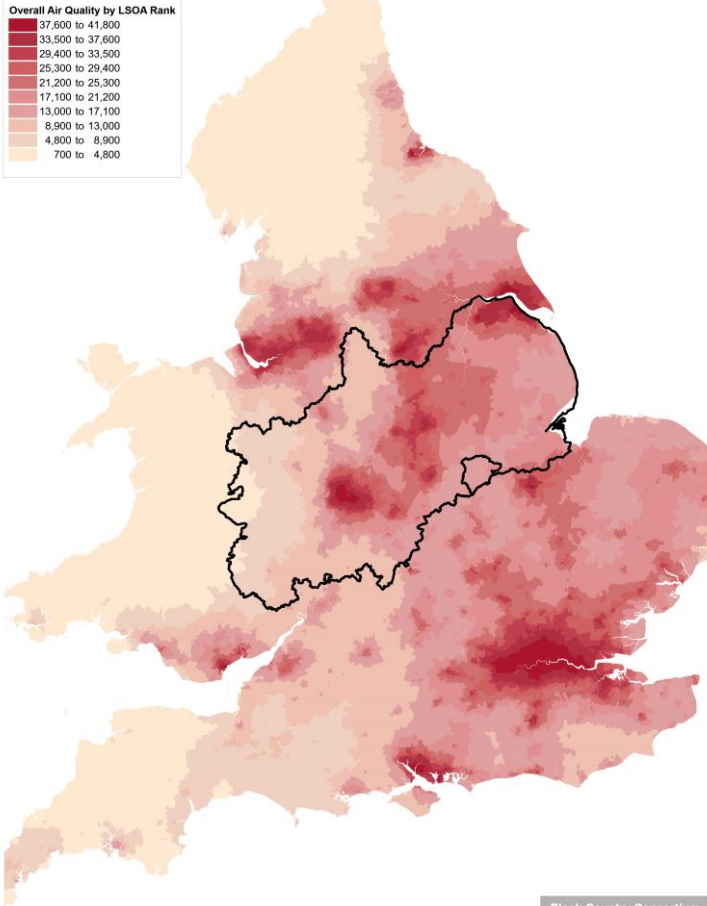 Overall Air Quality by LSOA Rank
37,600 to 41,800
33,500 to 37,600
29,400 to 33,500
25,300 to 29,400
21,200 to 25,300
17,100 to 21,200
13,000 to 17,100
8,900 to 13,000
4,800 to 8,900
700 to 4,800